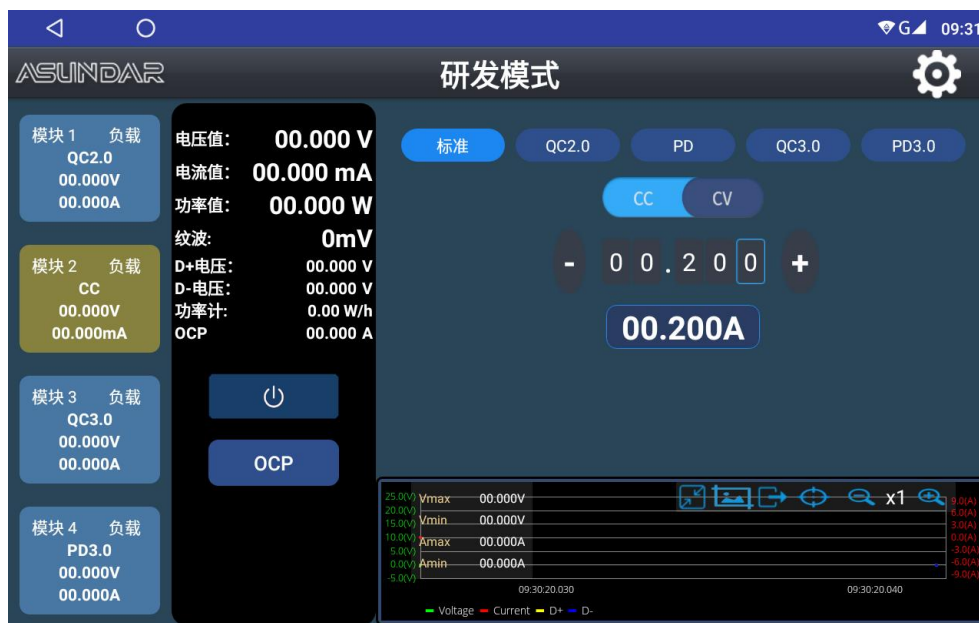 G 09:31
ASUNDAR
研发模式
模块 1 负载
QC2.0
00.000V
00.000A
模块 2 负载
CC
00.000V
00.000mA
模块 3 负载
QC3.0
00.000V
00.000A
模块 4 负载
PD3.0
00.000V
00.000A
电压值: 00.000 V
电流值: 00.000 mA
功率值: 00.000 W
纹波: 0mV
D+电压: 00.000 V
D-电压: 00.000 V
功率计: 0.00 W/h
OCP 00.000 A
OCP
标准 QC2.0 PD QC3.0 PD3.0
CC CV
- 0 0 . 2 0 0 +
00.200A
x1
25.0(V)
20.0(V)
15.0(V)
10.0(V)
5.0(V)
0.0(V)
-5.0(V)
Vmax 00.000V
Vmin 00.000V
Amax 00.000A
Amin 00.000A
9.0(A)
6.0(A)
3.0(A)
0.0(A)
-3.0(A)
-6.0(A)
-9.0(A)
09:30:20.030 09:30:20.040
Voltage Current D+ D-